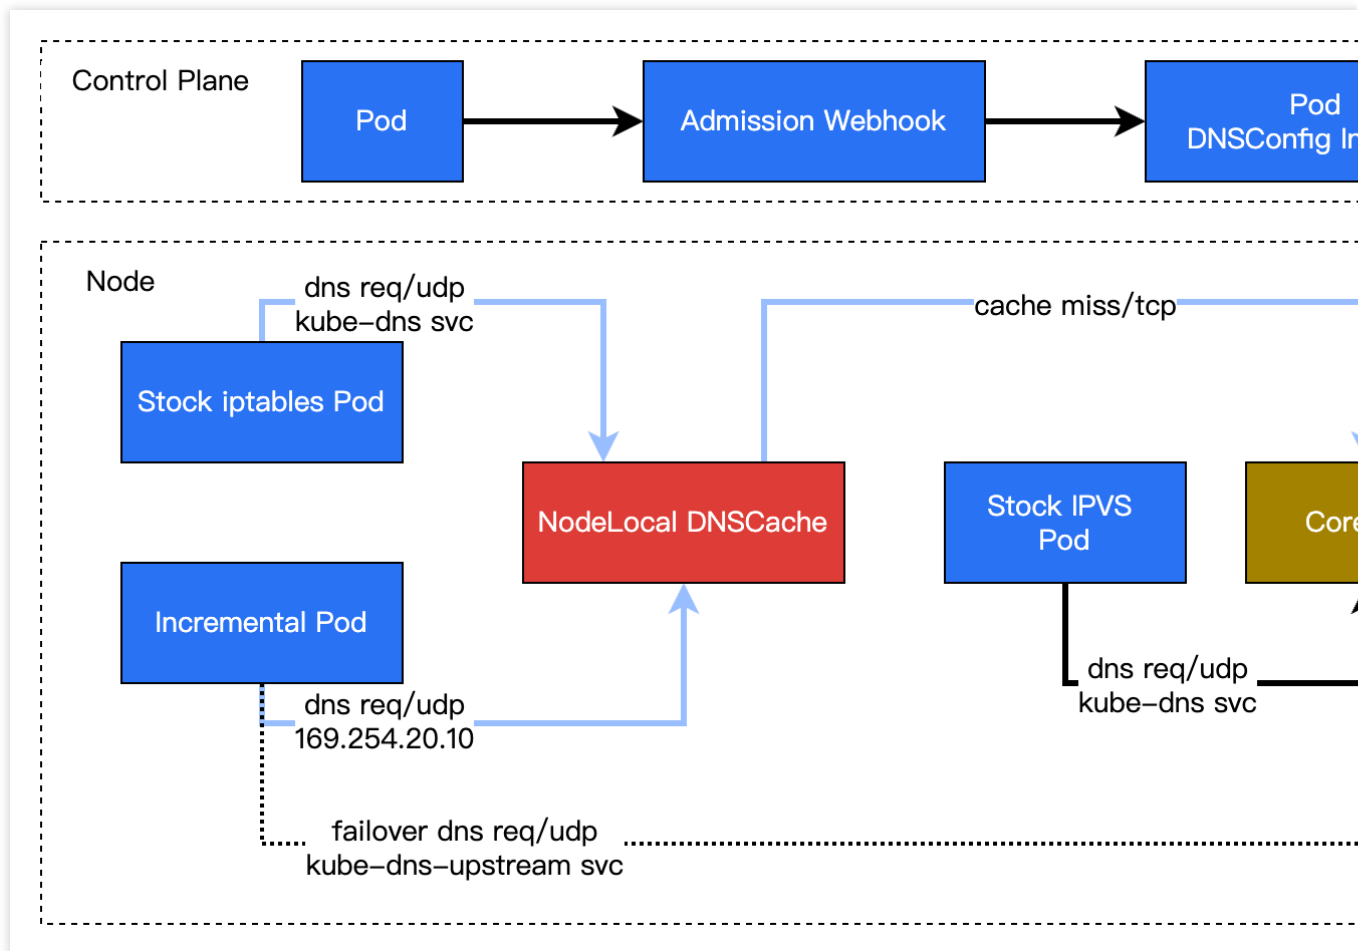 Control Plane
Pod
Admission Webhook
Pod
DNSConfig
Node
dns req/udp
kube-dns svc
cache miss/tcp
Stock iptables Pod
NodeLocal DNSCache
Stock IPVS
Pod
Core
Incremental Pod
dns req/udp
kube-dns svc
dns req/udp
169.254.20.10
failover dns req/udp
kube-dns-upstream svc